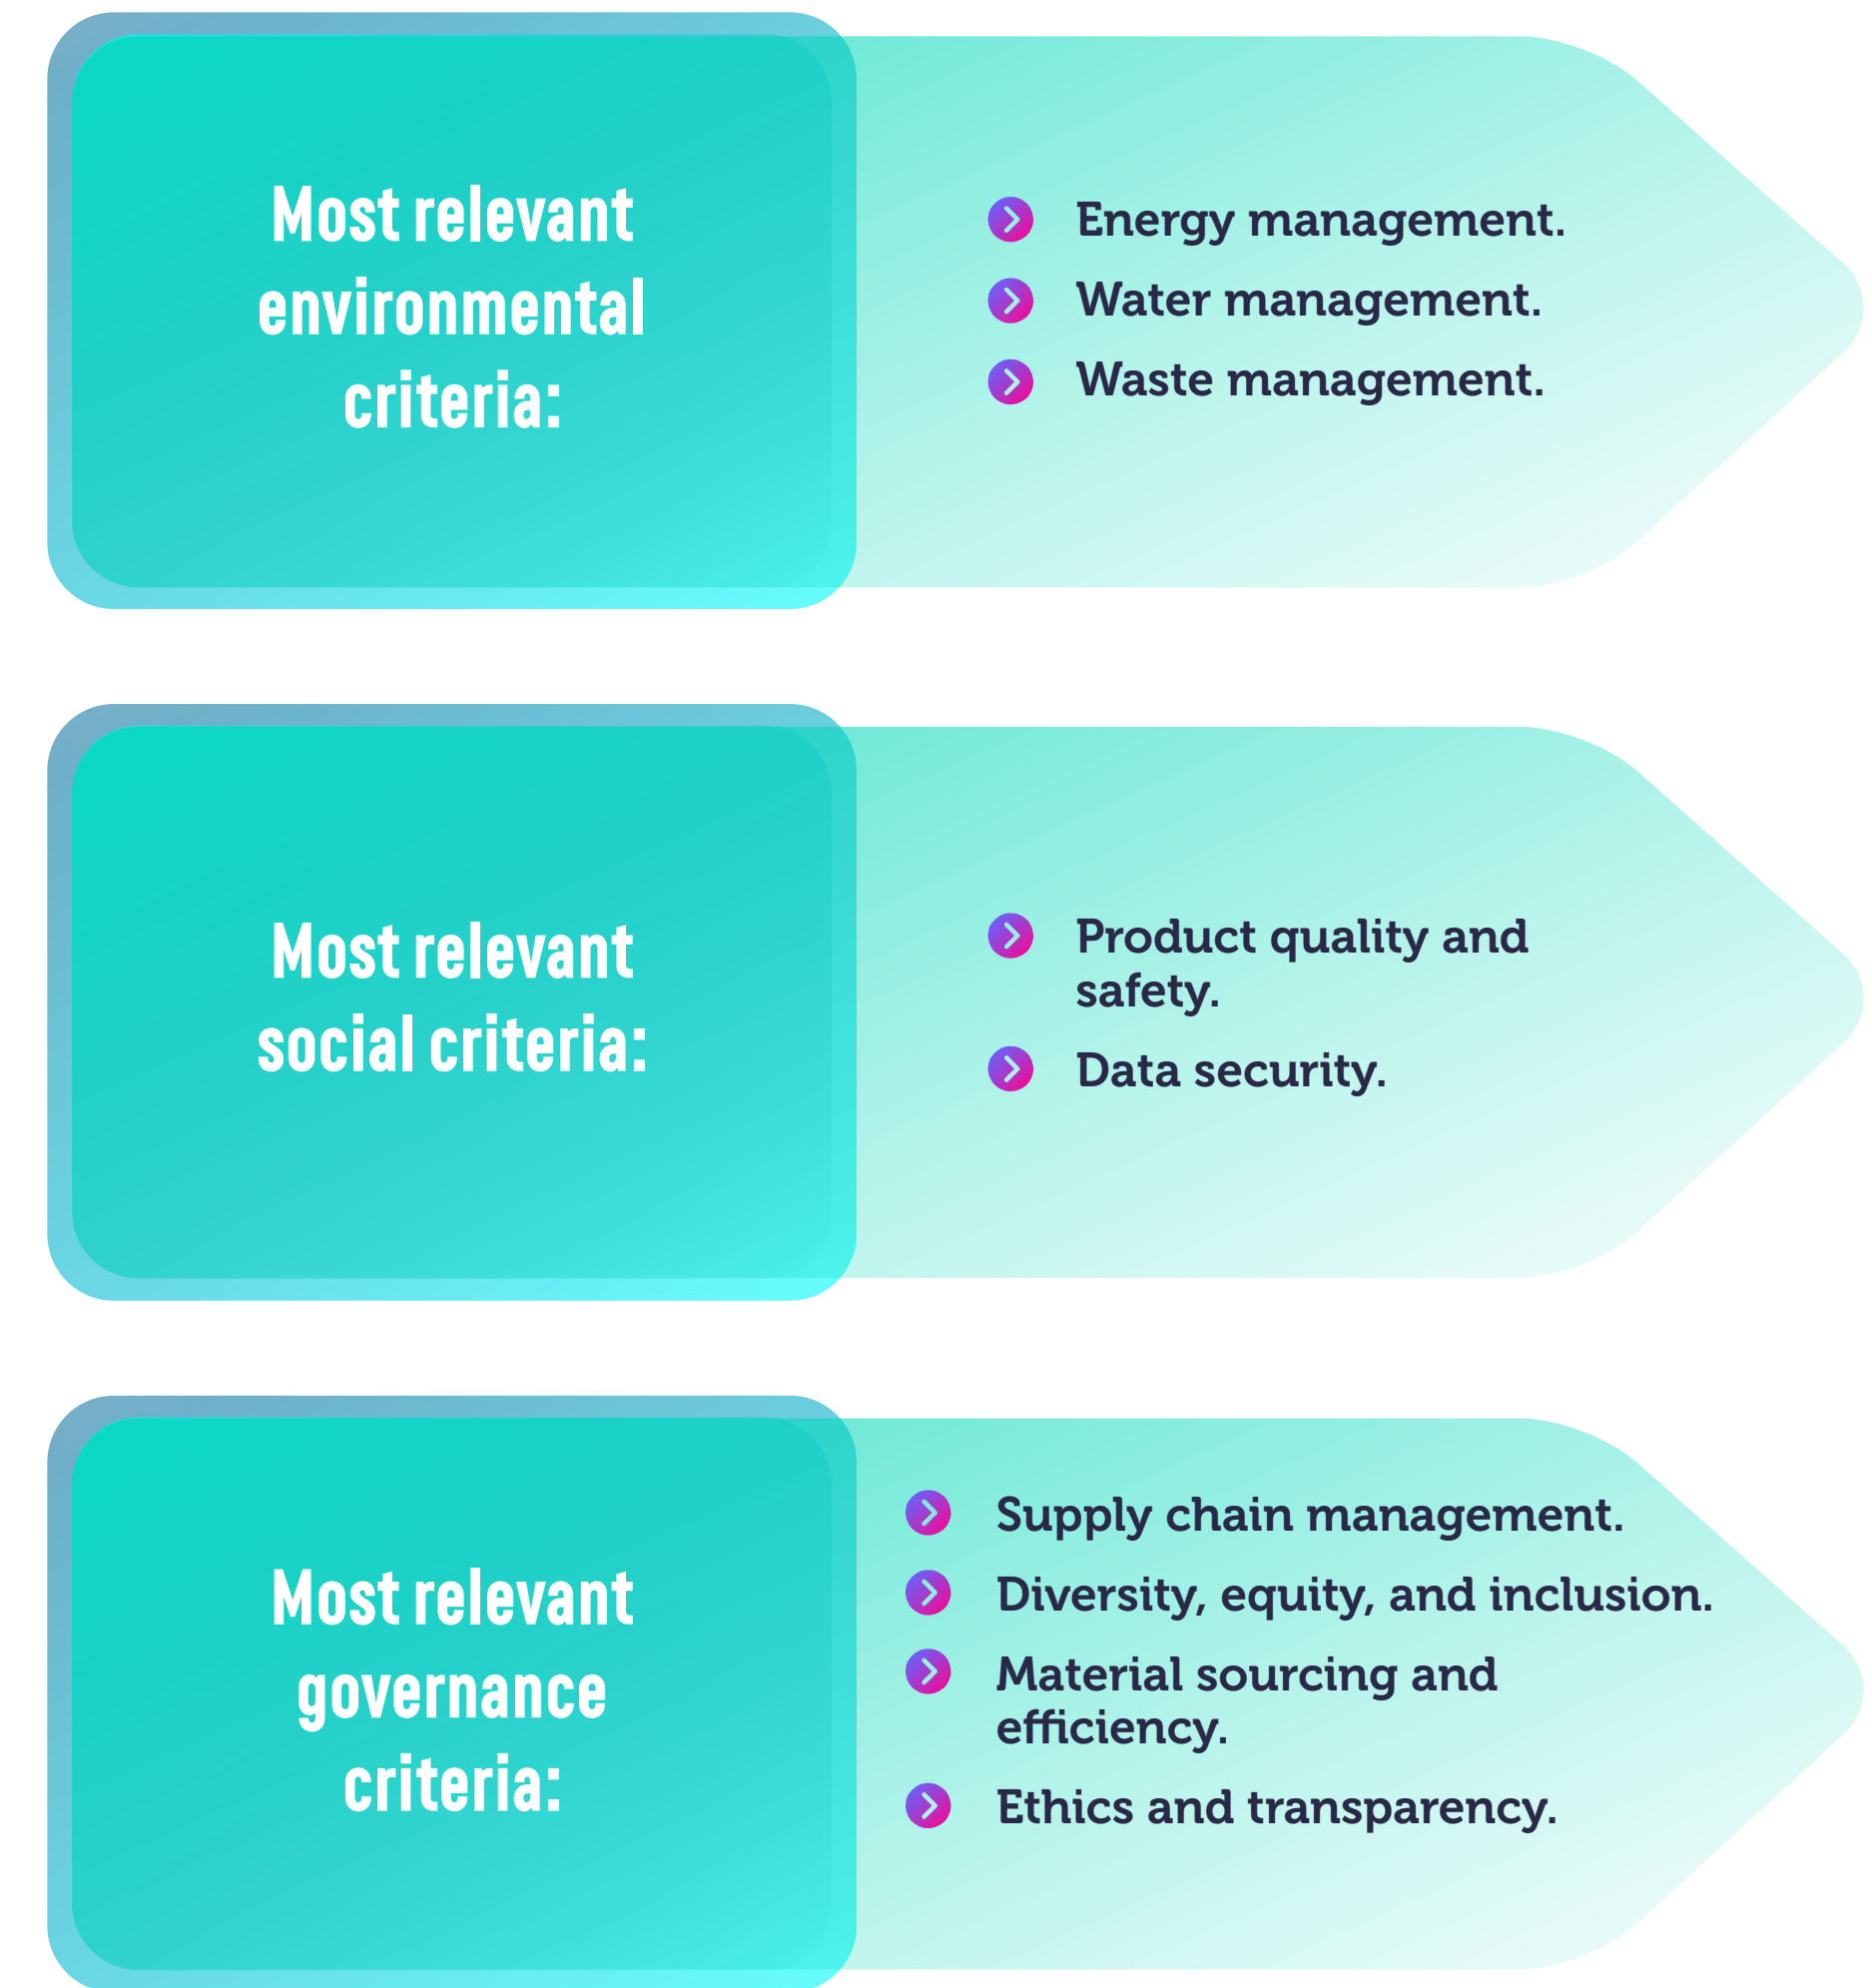 Most relevant
environmental
criteria:
Energy management.
Water management.
Waste management.
Most relevant
social criteria:
Product quality and
safety.
Data security.
Most relevant
governance
criteria:
Supply chain management.
Diversity, equity, and inclusion.
Material sourcing and
efficiency.
Ethics and transparency.